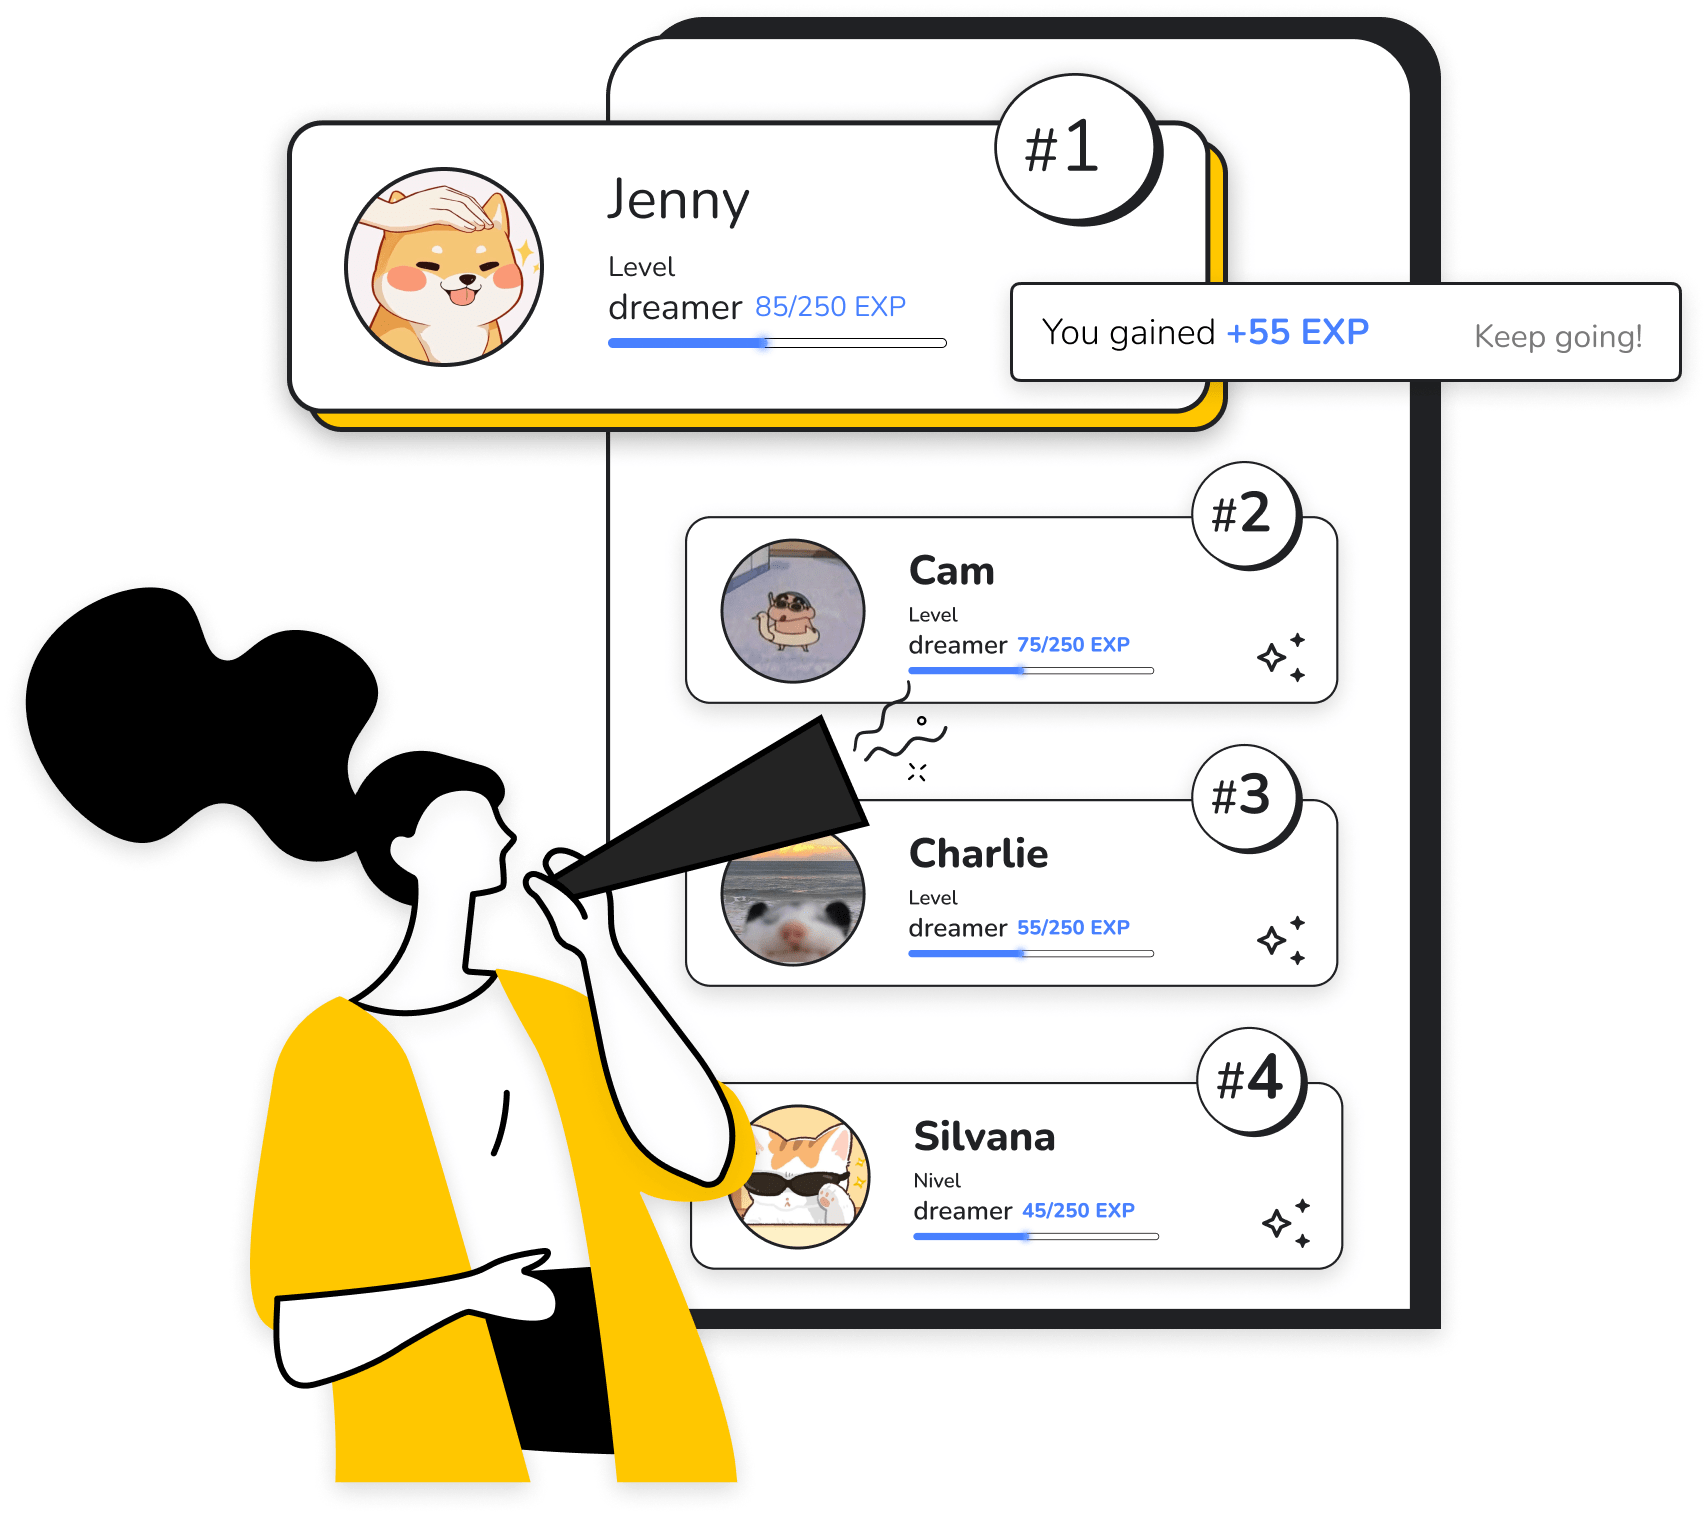 #1
Jenny
Level
dreamer 85/250 EXP
You gained +55 EXP Keep going!
#2
Cam
Level
dreamer 75/250 EXP
#3
Charlie
Level
dreamer 55/250 EXP
#4
Silvana
Nivel
dreamer 45/250 EXP